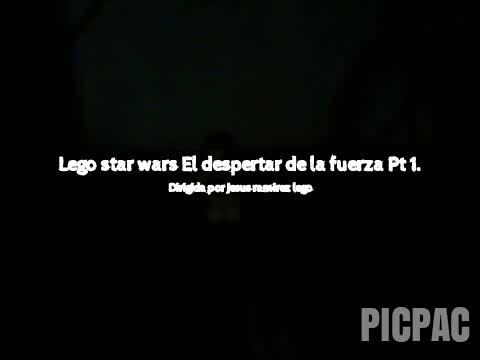 Lego star wars El despertar de la fuerza Pt 1.
Dirigida por Jesus ramirez lego
PICPAC